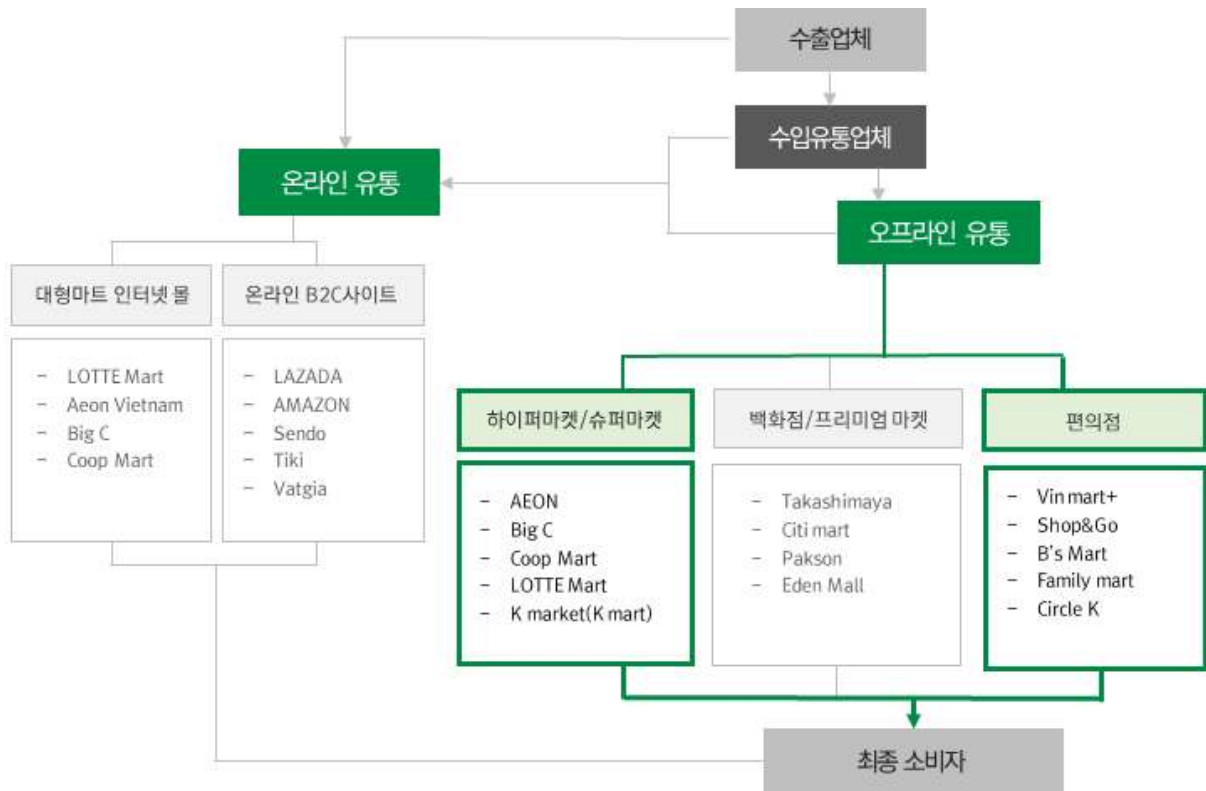 수출업체
수입유통업체
온라인 유통
오프라인 유통
대형마트 인터넷 몰
온라인 B2C사이트
- LOTTE Mart
- Aeon Vietnam
- Big C
- Coop Mart
- LAZADA
- AMAZON
- Sendo
- Tiki
- Vatgia
하이퍼마켓/슈퍼마켓
백화점/프리미엄 마켓
편의점
- AEON
- Big C
- Coop Mart
- LOTTE Mart
- K market(K mart)
- Takashimaya
- Citi mart
- Pakson
- Eden Mall
- Vin mart+
- Shop&Go
- B's Mart
- Family mart
- Circle K
최종 소비자